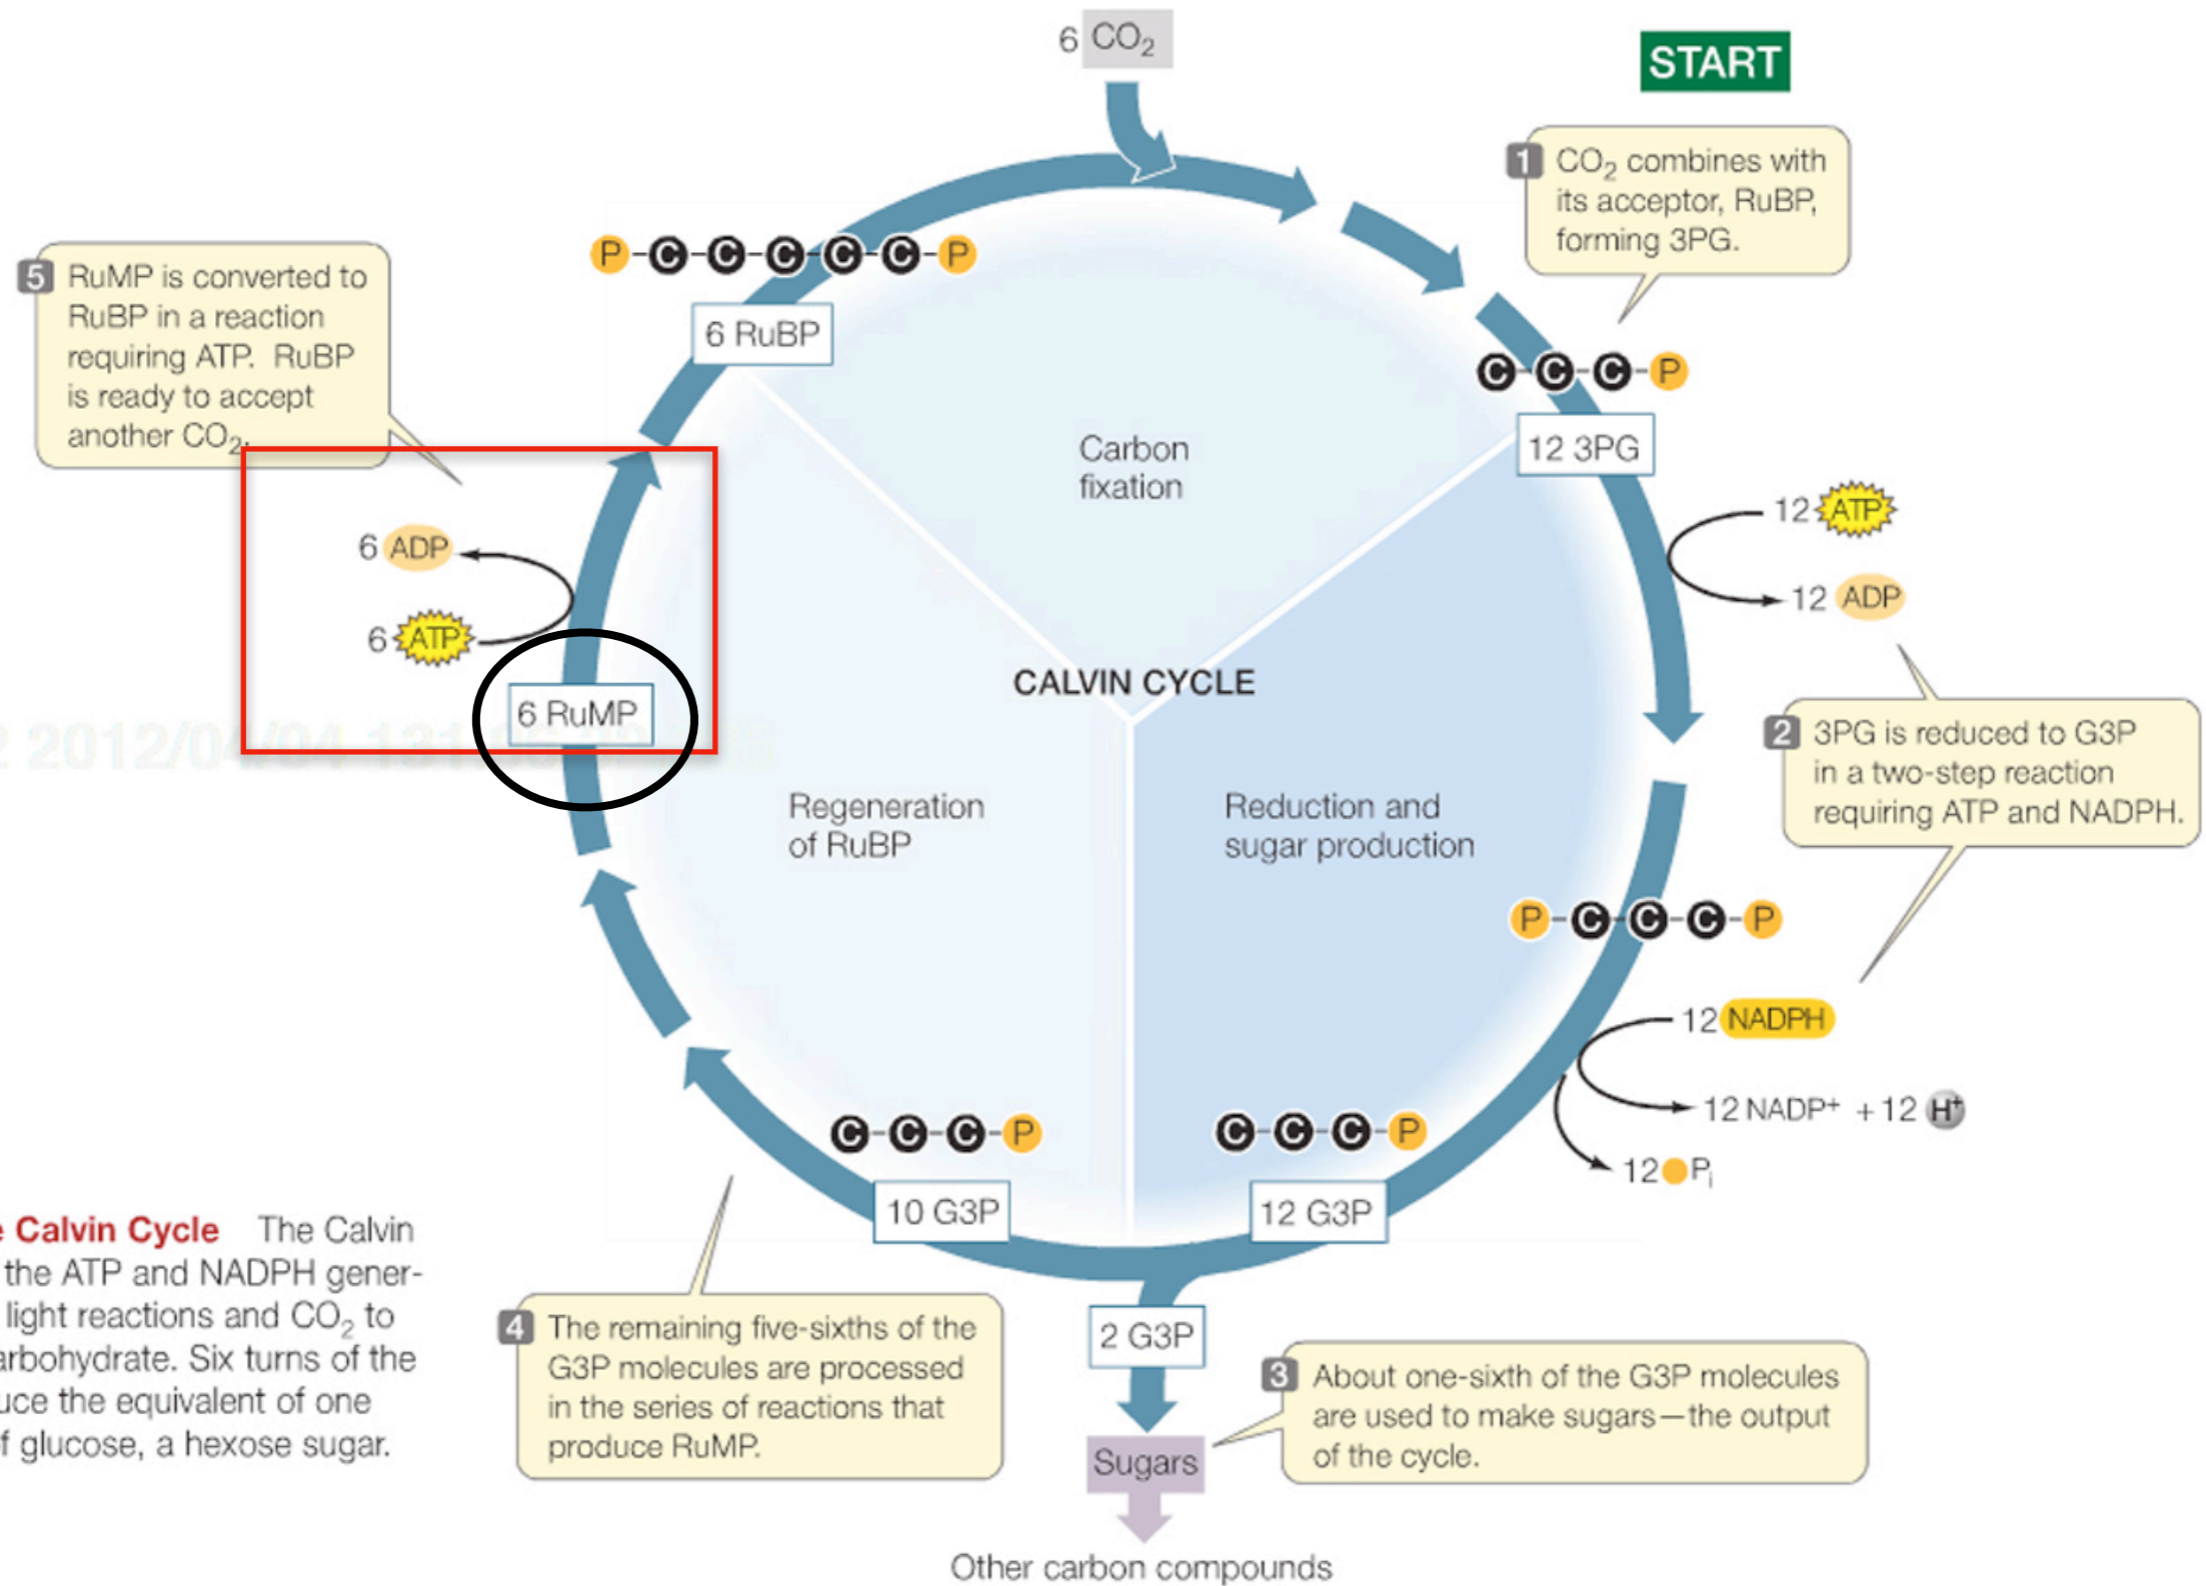 6 CO₂
START
1 CO₂ combines with
its acceptor, RuBP,
forming 3PG.
5 RuMP is converted to
RuBP in a reaction
requiring ATP. RuBP
is ready to accept
another CO₂.
P-C-C-C-C-C-P
6 RuBP
C-C-C-P
12 3PG
Carbon
fixation
12 ATP
12 ADP
6 ADP
6 ATP
6 RuMP
CALVIN CYCLE
2 3PG is reduced to G3P
in a two-step reaction
requiring ATP and NADPH.
2012/04/04
Regeneration
of RuBP
Reduction and
sugar production
P-C-C-C-P
12 NADPH
12 NADP⁺ + 12 H⁺
12 Pᵢ
C-C-C-P
10 G3P
C-C-C-P
12 G3P
Calvin Cycle The Calvin
the ATP and NADPH gener-
light reactions and CO₂ to
arbohydrate. Six turns of the
uce the equivalent of one
f glucose, a hexose sugar.
4 The remaining five-sixths of the
G3P molecules are processed
in the series of reactions that
produce RuMP.
2 G3P
3 About one-sixth of the G3P molecules
are used to make sugars—the output
of the cycle.
Sugars
Other carbon compounds